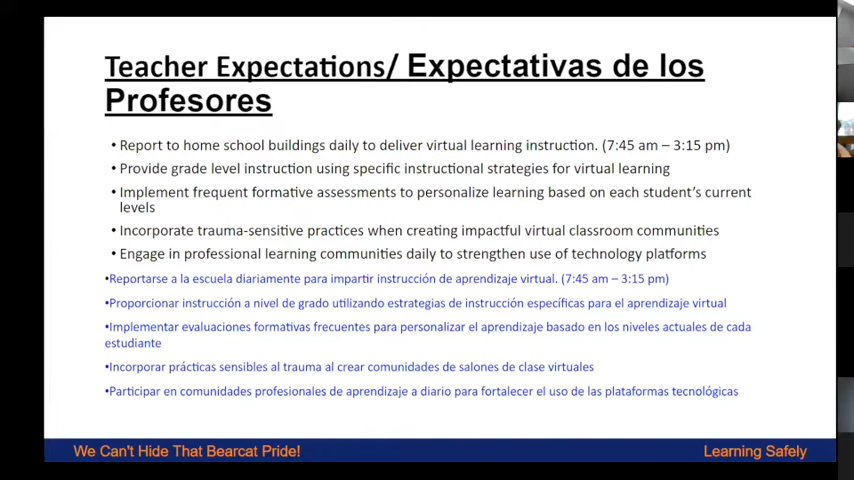 Teacher Expectations/ Expectativas de los
Profesores
• Report to home school buildings daily to deliver virtual learning instruction. (7:45 am – 3:15 pm)
• Provide grade level instruction using specific instructional strategies for virtual learning
• Implement frequent formative assessments to personalize learning based on each student's current
levels
• Incorporate trauma-sensitive practices when creating impactful virtual classroom communities
• Engage in professional learning communities daily to strengthen use of technology platforms
•Reportarse a la escuela diariamente para impartir instrucción de aprendizaje virtual. (7:45 am – 3:15 pm)
•Proporcionar instrucción a nivel de grado utilizando estrategias de instrucción específicas para el aprendizaje virtual
•Implementar evaluaciones formativas frecuentes para personalizar el aprendizaje basado en los niveles actuales de cada
estudiante
•Incorporar prácticas sensibles al trauma al crear comunidades de salones de clase virtuales
•Participar en comunidades profesionales de aprendizaje a diario para fortalecer el uso de las plataformas tecnológicas
We Can't Hide That Bearcat Pride!
Learning Safely